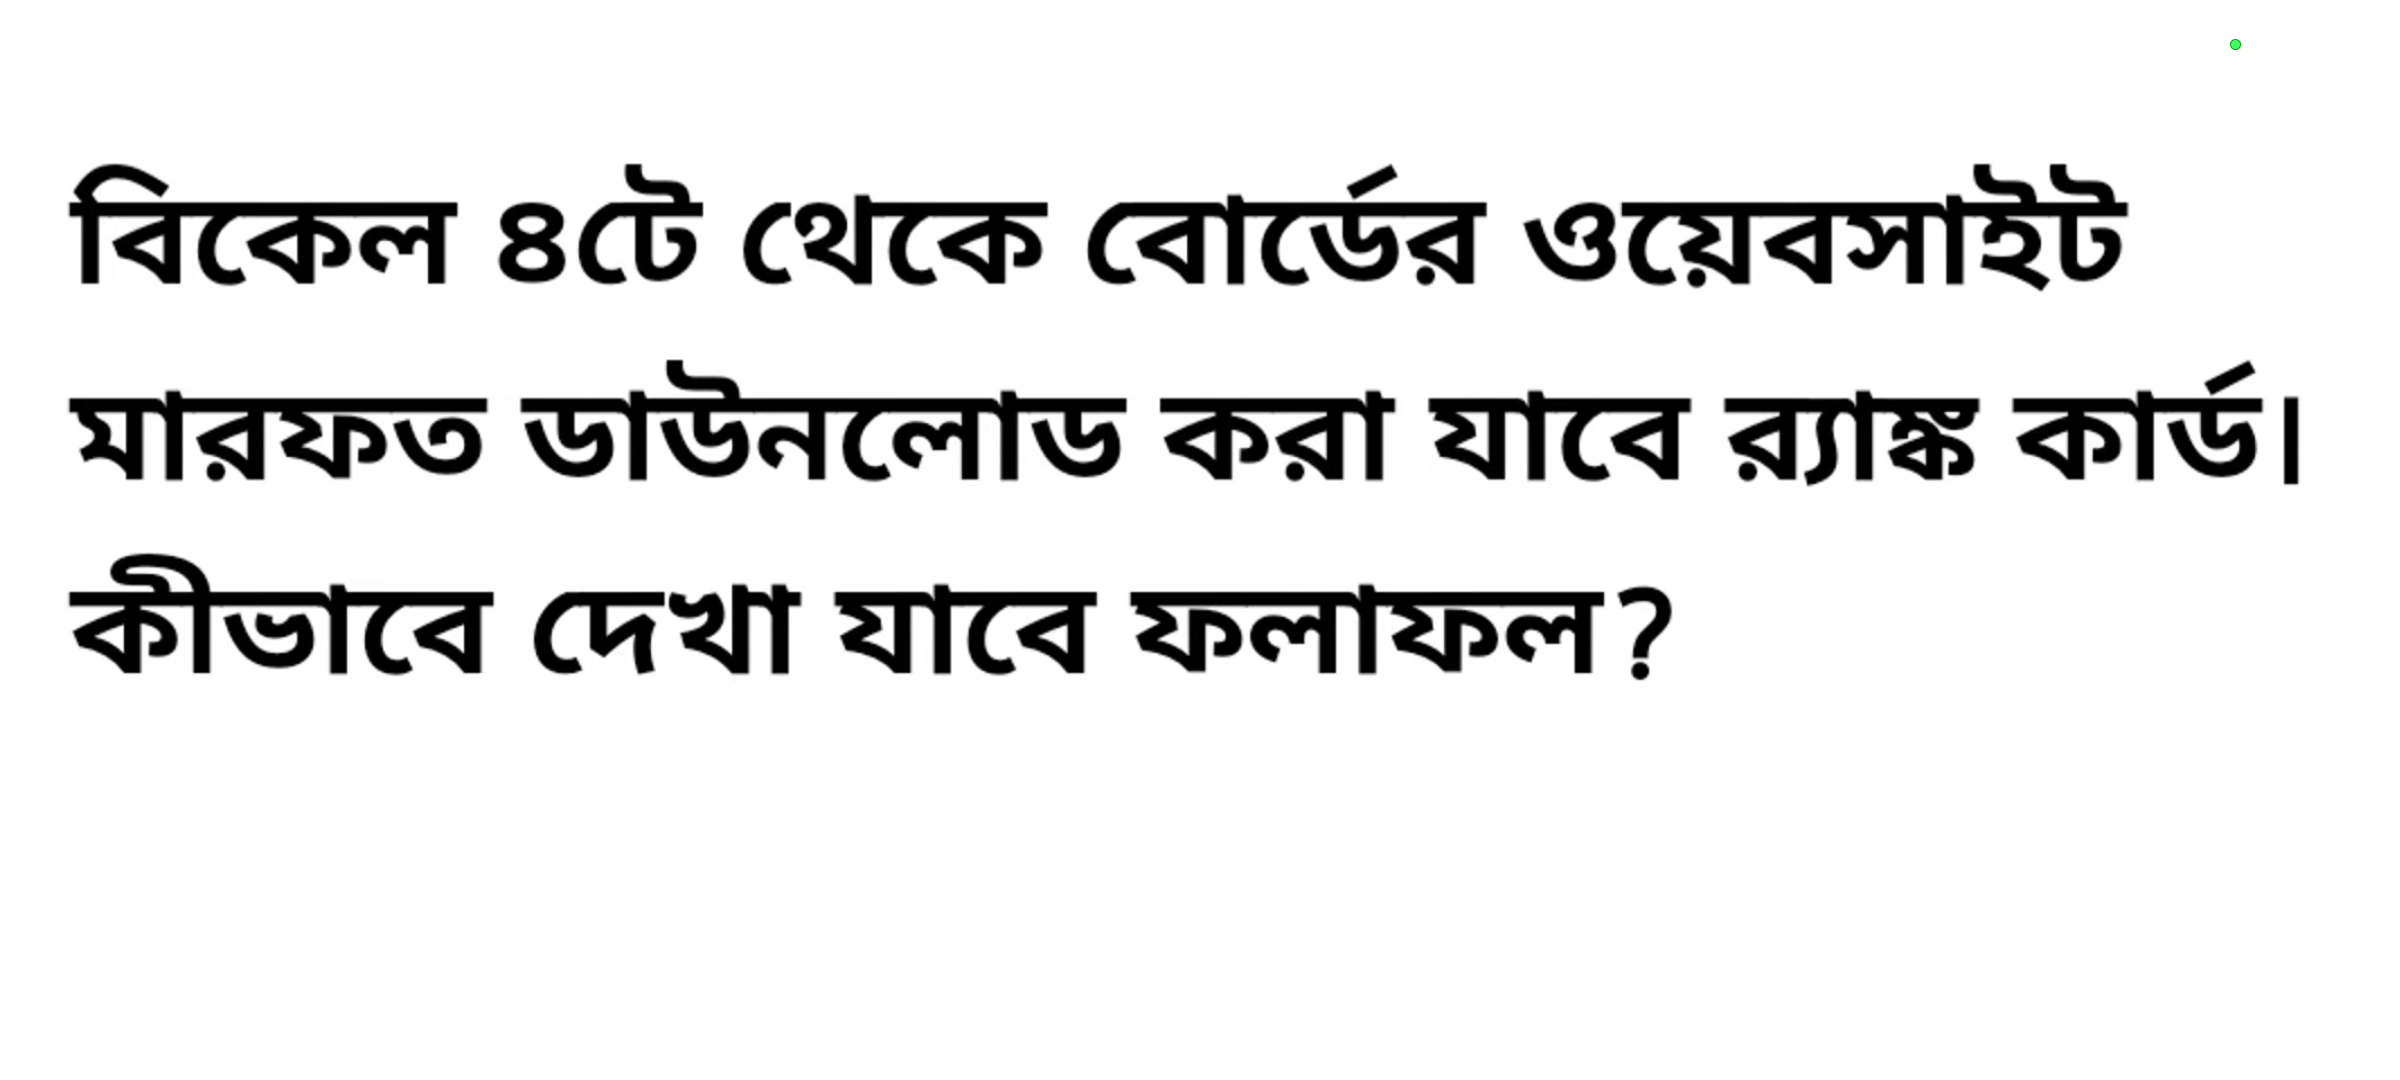 বিকেল ৪টে থেকে বোর্ডের ওয়েবসাইট
মারফত ডাউনলোড করা যাবে র‍্যাঙ্ক কার্ড।
কীভাবে দেখা যাবে ফলাফল?